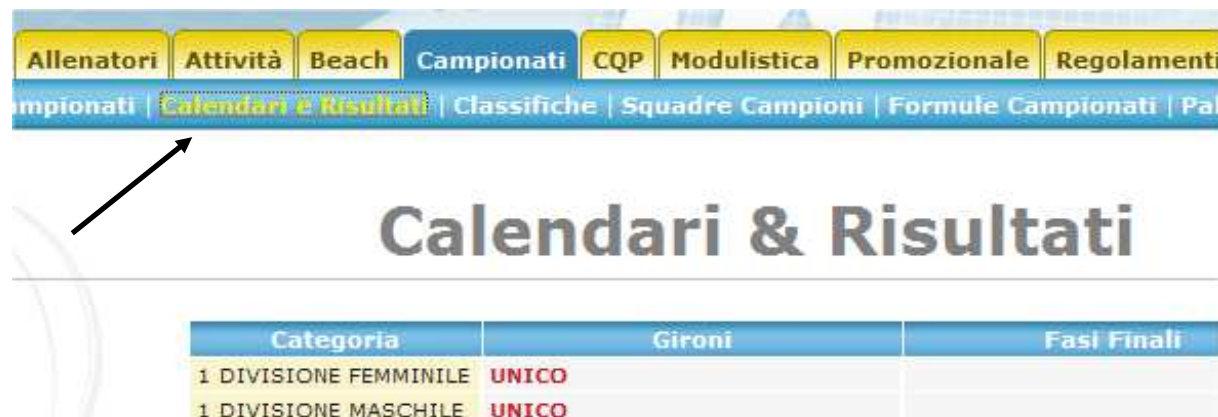 Allenatori Attività Beach Campionati CQP Modulistica Promozionale Regolamenti
mpionati | Calendari e Risultati | Classifiche | Squadre Campioni | Formule Campionati | Pal
Calendari & Risultati
Categoria Gironi Fasi Finali
1 DIVISIONE FEMMINILE UNICO
1 DIVISIONE MASCHILE UNICO